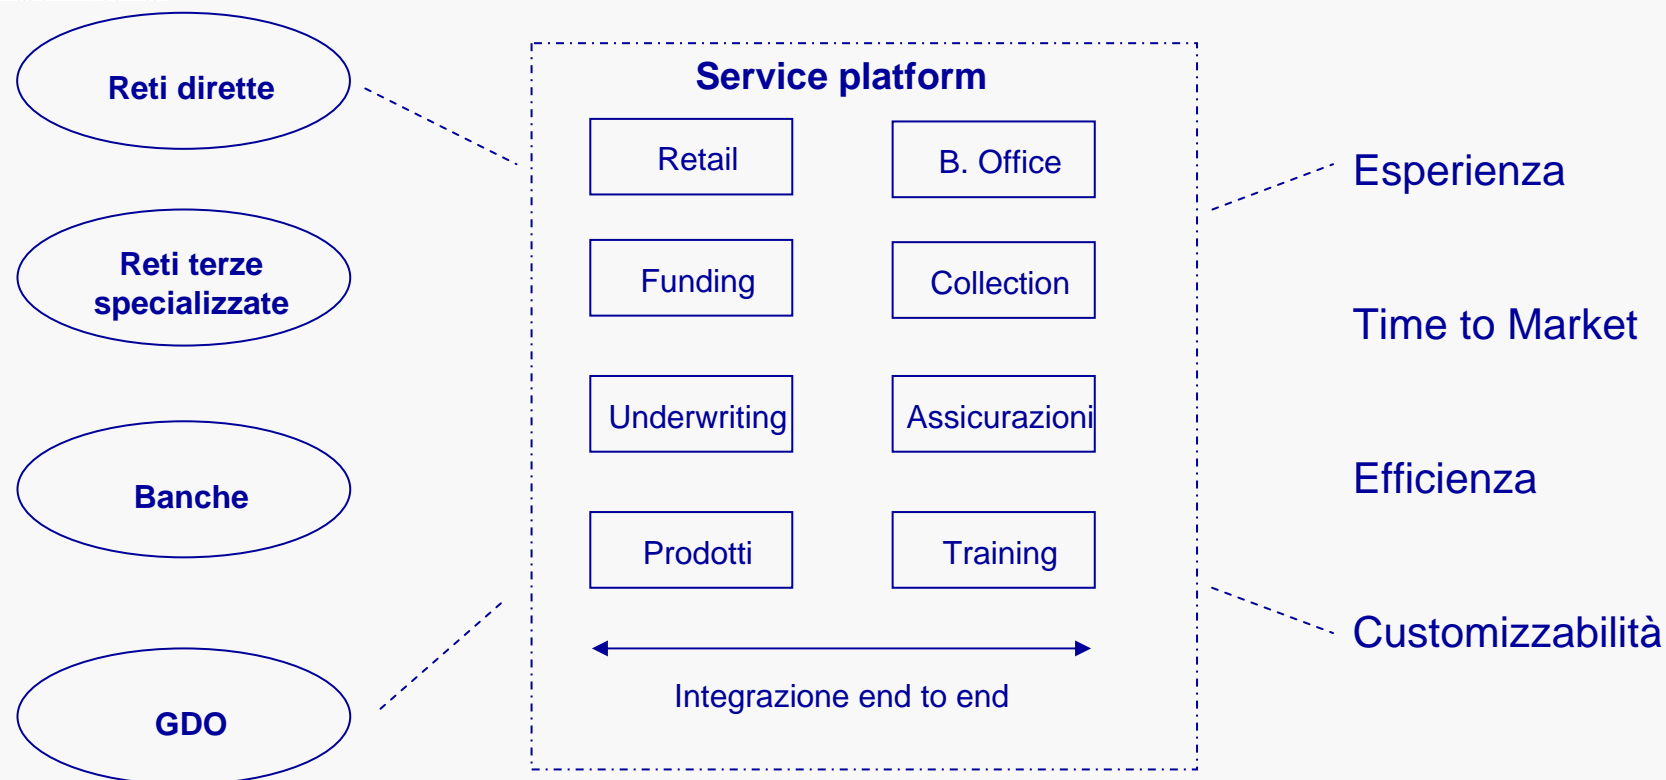 Reti dirette
Reti terze
specializzate
Banche
GDO
Service platform
Retail
B. Office
Funding
Collection
Underwriting
Assicurazioni
Prodotti
Training
Integrazione end to end
Esperienza
Time to Market
Efficienza
Customizzabilità